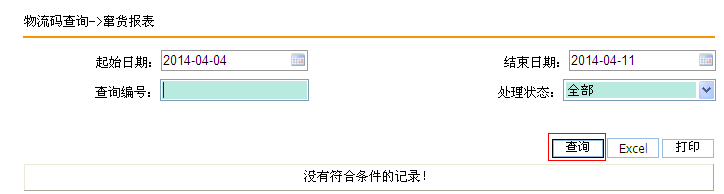 物流码查询->窜货报表
起始日期： 2014-04-04 结束日期： 2014-04-11
查询编号： 处理状态： 全部
查询 Excel 打印
没有符合条件的记录!